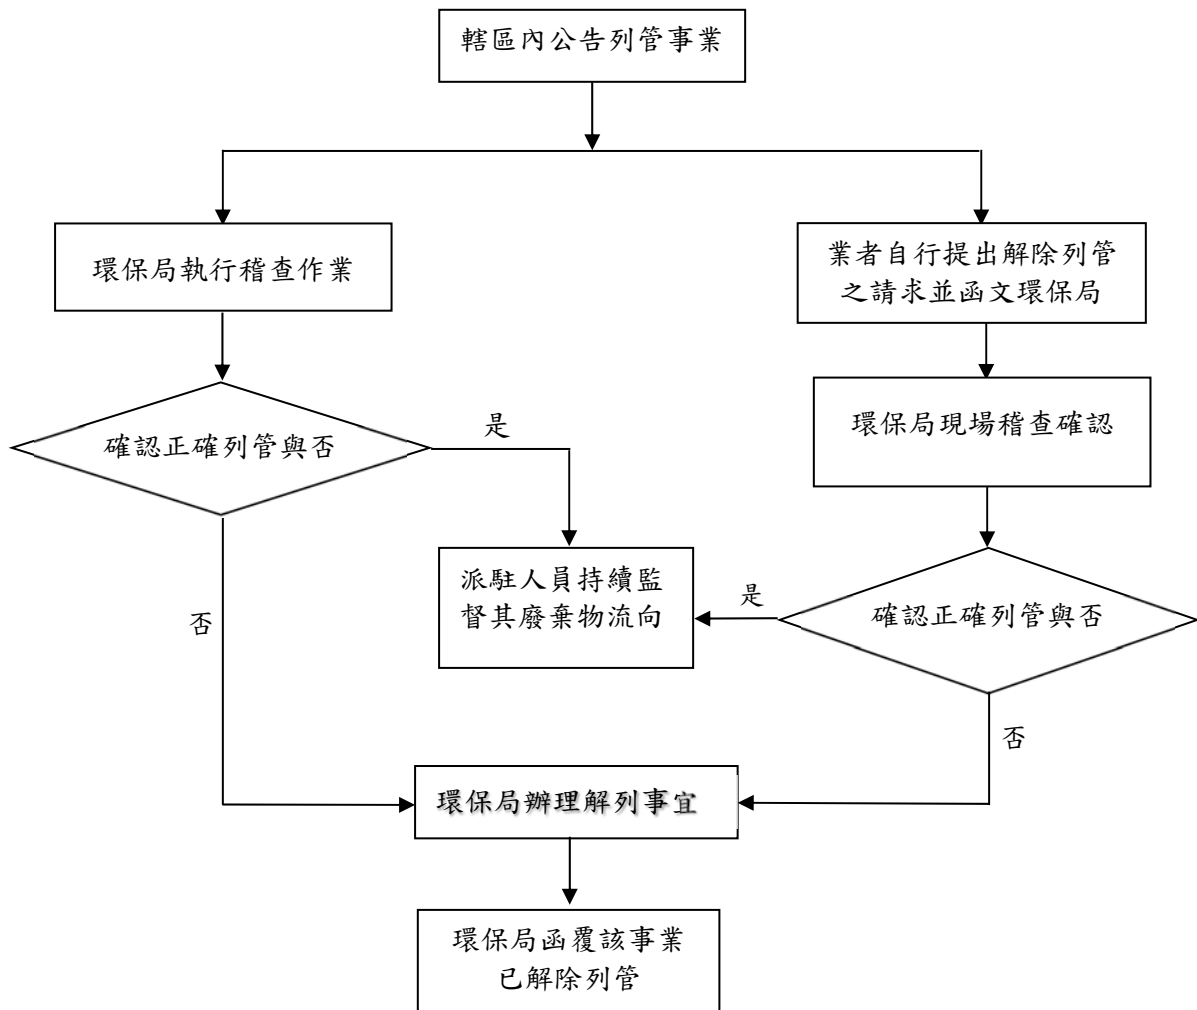 轄區內公告列管事業
環保局執行稽查作業
業者自行提出解除列管
之請求並函文環保局
確認正確列管與否
是
環保局現場稽查確認
派駐人員持續監
督其廢棄物流向
是
確認正確列管與否
否
否
環保局辦理解列事宜
環保局函覆該事業
已解除列管